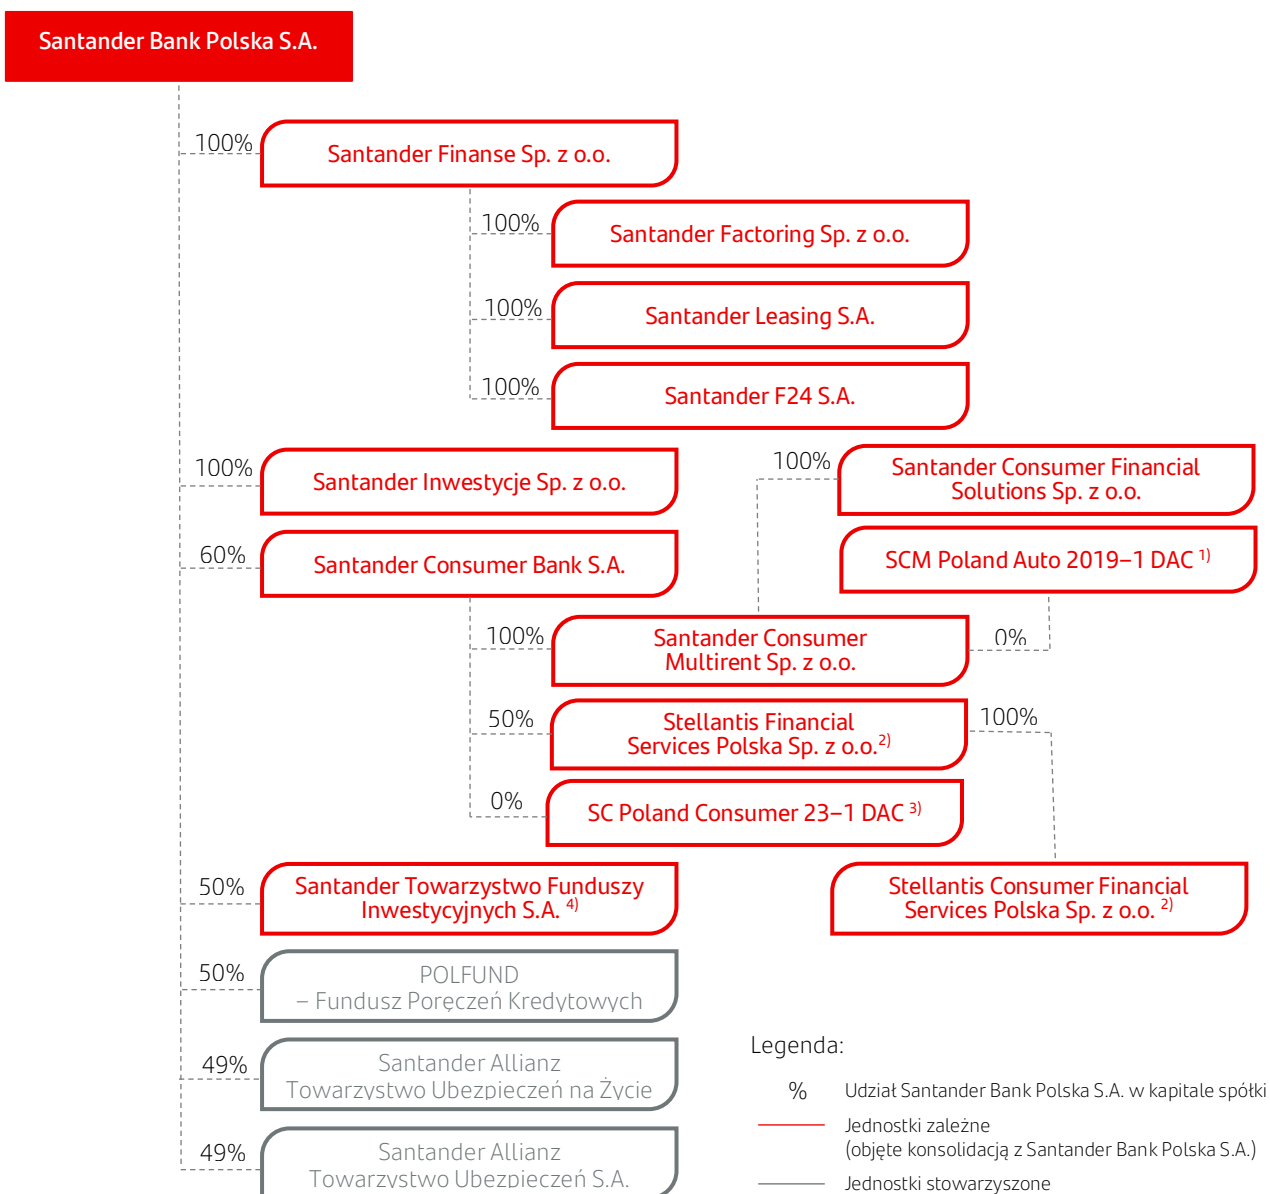 Santander Bank Polska S.A.
100%
Santander Finanse Sp. z o.o.
100%
Santander Factoring Sp. z o.o.
100%
Santander Leasing S.A.
100%
Santander F24 S.A.
100%
Santander Inwestycje Sp. z o.o.
100%
Santander Consumer Financial
Solutions Sp. z o.o.
60%
Santander Consumer Bank S.A.
SCM Poland Auto 2019–1 DAC 1)
100%
Santander Consumer
Multirent Sp. z o.o.
0%
50%
Stellantis Financial
Services Polska Sp. z o.o.2)
100%
0%
SC Poland Consumer 23–1 DAC 3)
50%
Santander Towarzystwo Funduszy
Inwestycyjnych S.A. 4)
Stellantis Consumer Financial
Services Polska Sp. z o.o. 2)
50%
POLFUND
– Fundusz Poręczeń Kredytowych
49%
Santander Allianz
Towarzystwo Ubezpieczeń na Życie
49%
Santander Allianz
Towarzystwo Ubezpieczeń S.A.
Legenda:
% Udział Santander Bank Polska S.A. w kapitale spółki
Jednostki zależne
(objęte konsolidacją z Santander Bank Polska S.A.)
Jednostki stowarzyszone